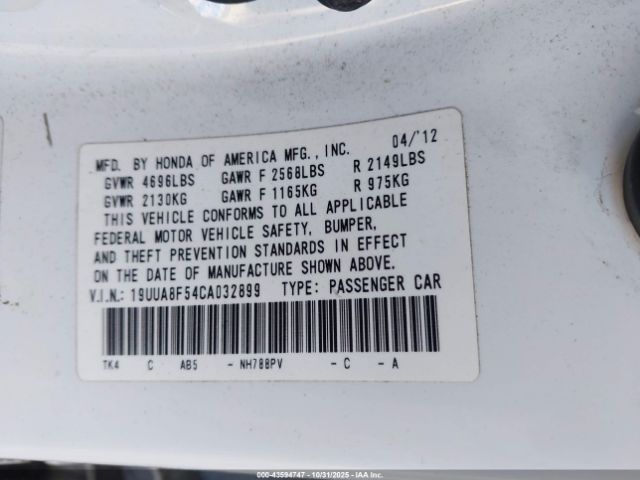 MFD. BY HONDA OF AMERICA MFG., INC. 04/'12
GVWR 4696LBS GAWR F 2568LBS R 2149LBS
GVWR 2130KG GAWR F 1165KG R 975KG
THIS VEHICLE CONFORMS TO ALL APPLICABLE
FEDERAL MOTOR VEHICLE SAFETY, BUMPER,
AND THEFT PREVENTION STANDARDS IN EFFECT
ON THE DATE OF MANUFACTURE SHOWN ABOVE.
V.I.N.: 19UUA8F54CA032899 TYPE: PASSENGER CAR
TK4 C AB5 - NH788PV - C - A
000-43594747 - 10/31/2025 - IAA Inc.